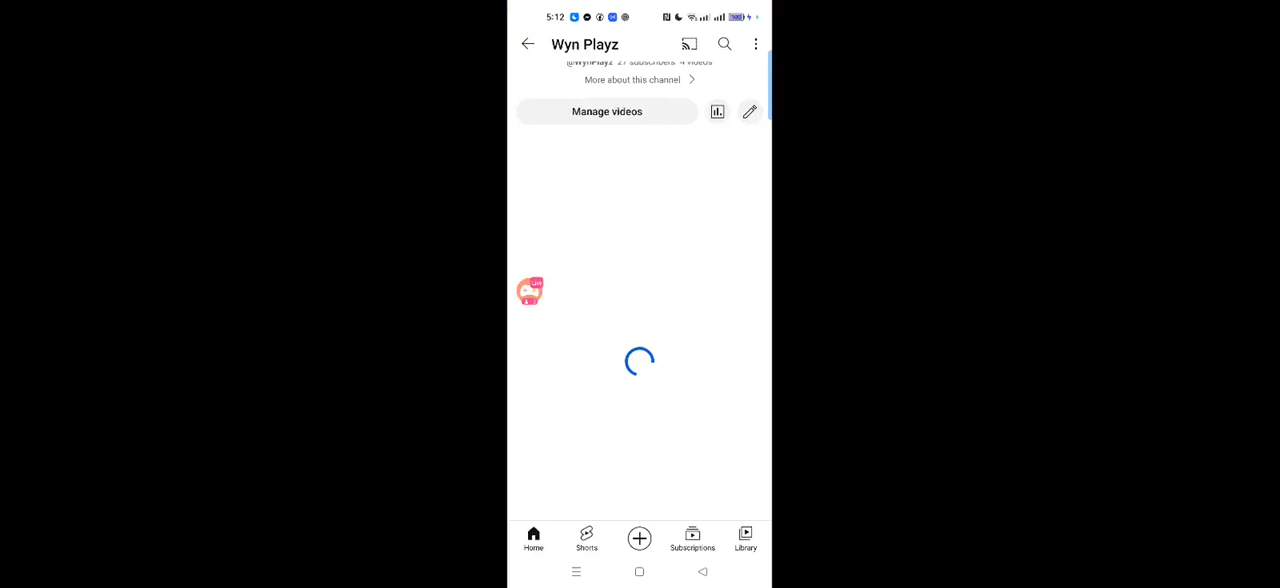 5:12
Wyn Playz
@WynPlayz 27 subscribers 4 videos
More about this channel
Manage videos
Live
Home
Shorts
Subscriptions
Library